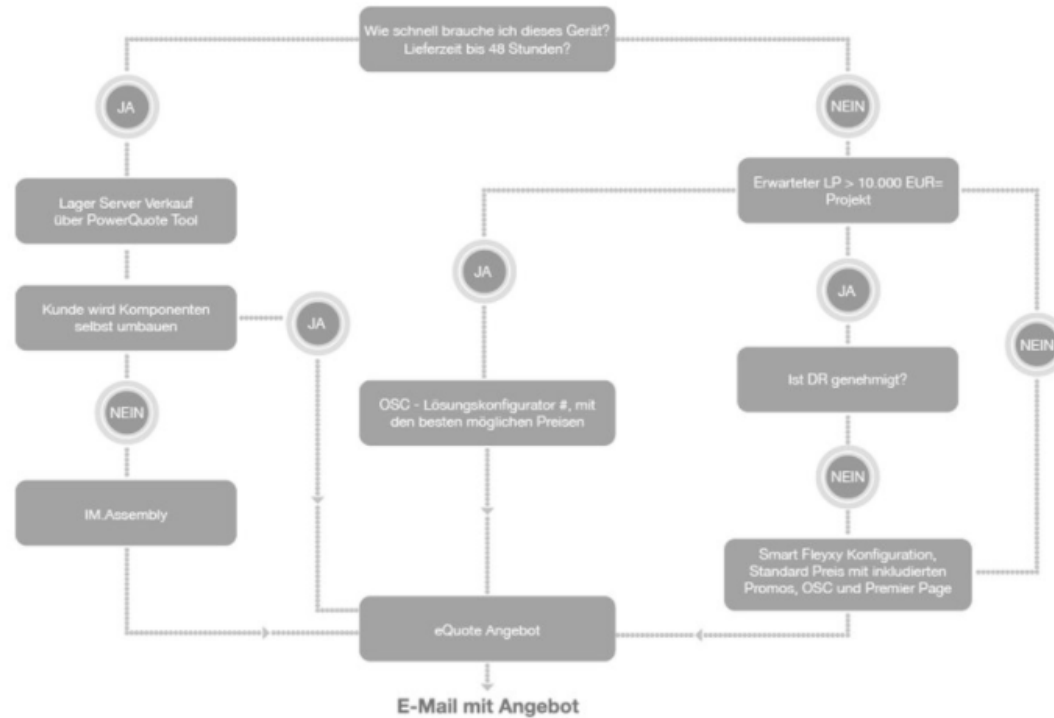 Wie schnell brauche ich dieses Gerät?
Lieferzeit bis 48 Stunden?
JA
NEIN
Lager Server Verkauf
über PowerQuote Tool
Erwarteter LP > 10.000 EUR=
Projekt
JA
JA
Kunde wird Komponenten
selbst umbauen
JA
NEIN
Ist DR genehmigt?
NEIN
OSC - Lösungskonfigurator #, mit
den besten möglichen Preisen
NEIN
IM.Assembly
Smart Fleyxy Konfiguration,
Standard Preis mit inkludierten
Promos, OSC und Premier Page
eQuote Angebot
E-Mail mit Angebot